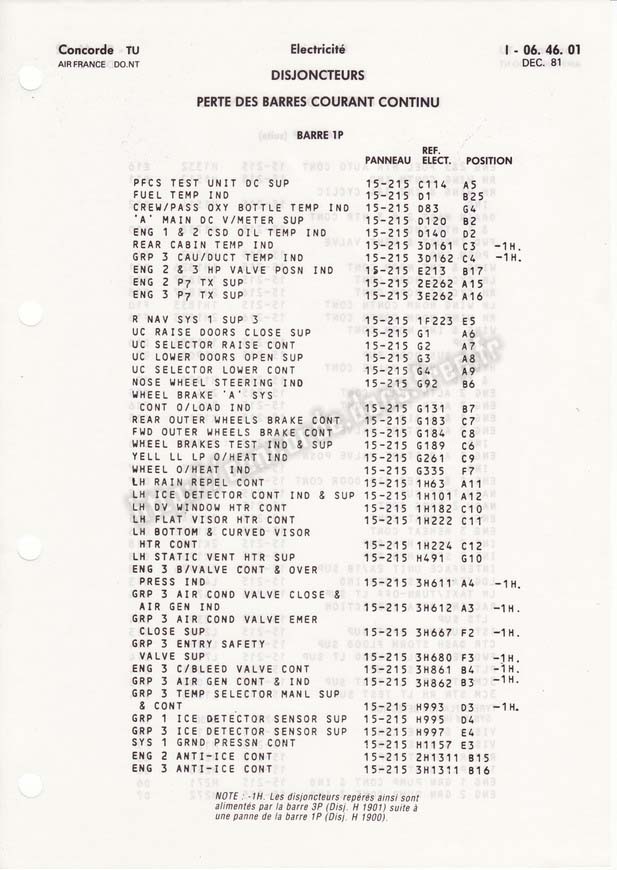 Concorde TU Electricité I - 06. 46. 01
AIR FRANCE DO.NT DEC. 81
DISJONCTEURS
PERTE DES BARRES COURANT CONTINU
BARRE 1P
PANNEAU REF. ELECT. POSITION
PFCS TEST UNIT DC SUP 15-215 C114 A5
FUEL TEMP IND 15-215 D1 B25
CREW/PASS OXY BOTTLE TEMP IND 15-215 D83 G4
'A' MAIN DC V/METER SUP 15-215 D120 B2
ENG 1 & 2 CSD OIL TEMP IND 15-215 D140 D2
REAR CABIN TEMP IND 15-215 3D161 C3 -1H.
GRP 3 CAU/DUCT TEMP IND 15-215 3D162 C4 -1H.
ENG 2 & 3 HP VALVE POSN IND 15-215 E213 B17
ENG 2 P7 TX SUP 15-215 2E262 A15
ENG 3 P7 TX SUP 15-215 3E262 A16
R NAV SYS 1 SUP 3 15-215 1F223 E5
UC RAISE DOORS CLOSE SUP 15-215 G1 A6
UC SELECTOR RAISE CONT 15-215 G2 A7
UC LOWER DOORS OPEN SUP 15-215 G3 A8
UC SELECTOR LOWER CONT 15-215 G4 A9
NOSE WHEEL STEERING IND 15-215 G92 B6
WHEEL BRAKE 'A' SYS
CONT O/LOAD IND 15-215 G131 B7
REAR OUTER WHEELS BRAKE CONT 15-215 G183 C7
FWD OUTER WHEELS BRAKE CONT 15-215 G184 C8
WHEEL BRAKES TEST IND & SUP 15-215 G189 C6
YELL LL LP O/HEAT IND 15-215 G261 C9
WHEEL O/HEAT IND 15-215 G335 F7
LH RAIN REPEL CONT 15-215 1H63 A11
LH ICE DETECTOR CONT IND & SUP 15-215 1H101 A12
LH DV WINDOW HTR CONT 15-215 1H182 C10
LH FLAT VISOR HTR CONT 15-215 1H222 C11
LH BOTTOM & CURVED VISOR
HTR CONT 15-215 1H224 C12
LH STATIC VENT HTR SUP 15-215 H491 G10
ENG 3 B/VALVE CONT & OVER
PRESS IND 15-215 3H611 A4 -1H.
GRP 3 AIR COND VALVE CLOSE &
AIR GEN IND 15-215 3H612 A3 -1H.
GRP 3 AIR COND VALVE EMER
CLOSE SUP 15-215 3H667 F2 -1H.
GRP 3 ENTRY SAFETY
VALVE SUP 15-215 3H680 F3 -1H.
ENG 3 C/BLEED VALVE CONT 15-215 3H861 B4 -1H.
GRP 3 AIR GEN CONT & IND 15-215 3H862 B3 -1H.
GRP 3 TEMP SELECTOR MANL SUP
& CONT 15-215 H993 D3 -1H.
GRP 1 ICE DETECTOR SENSOR SUP 15-215 H995 D4
GRP 3 ICE DETECTOR SENSOR SUP 15-215 H997 E4
SYS 1 GRND PRESSN CONT 15-215 H1157 E3
ENG 2 ANTI-ICE CONT 15-215 2H1311 B15
ENG 3 ANTI-ICE CONT 15-215 3H1311 B16
NOTE : -1H. Les disjoncteurs repérés ainsi sont
alimentés par la barre 3P (Disj. H 1901) suite à
une panne de la barre 1P (Disj. H 1900).